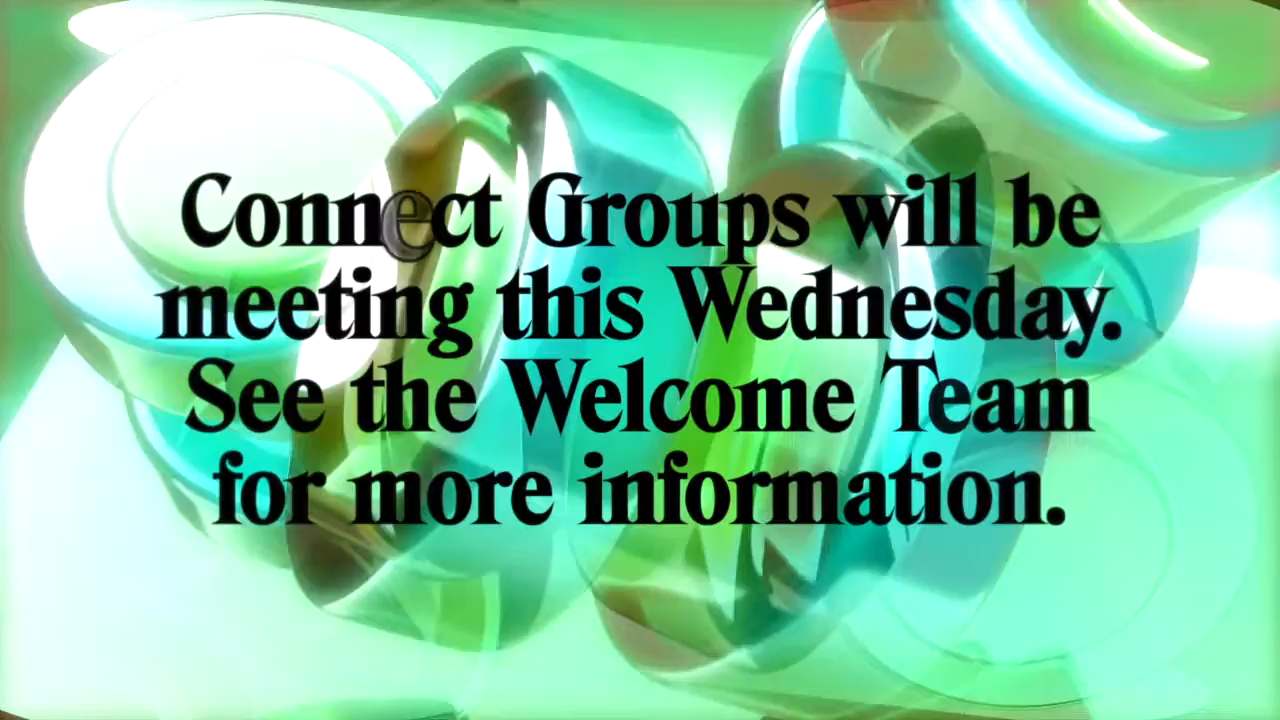 Connect Groups will be
meeting this Wednesday.
See the Welcome Team
for more information.